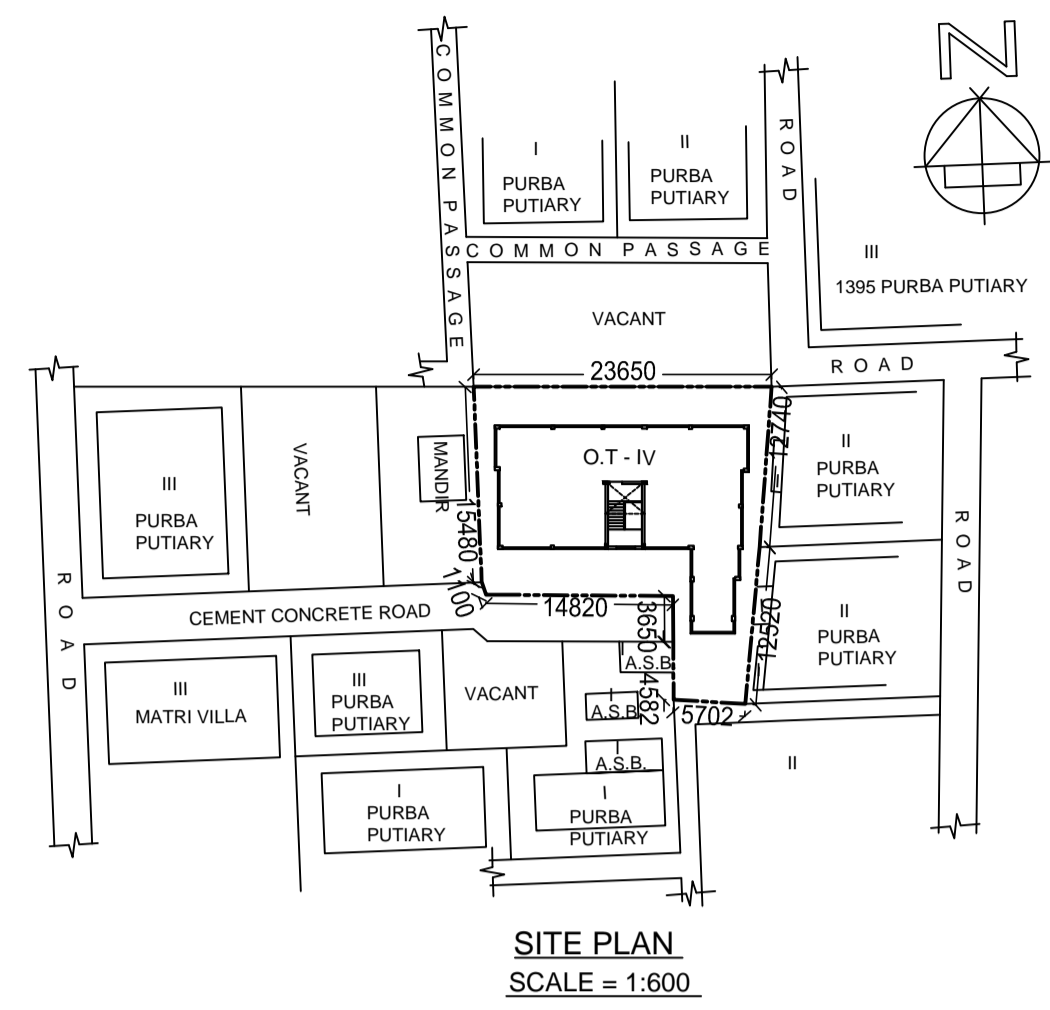 N
COMMON PASSAGE
ROAD
I
PURBA
PUTIARY
II
PURBA
PUTIARY
COMMON PASSAGE
III
1395 PURBA PUTIARY
VACANT
ROAD
23650
12740
O.T - IV
II
PURBA
PUTIARY
MANDIR
VACANT
III
PURBA
PUTIARY
15480
1100
14820
3650
12520
ROAD
ROAD
CEMENT CONCRETE ROAD
II
PURBA
PUTIARY
I
A.S.B
4582
5702
III
MATRI VILLA
III
PURBA
PUTIARY
VACANT
I
A.S.B
I
A.S.B.
II
I
PURBA
PUTIARY
I
PURBA
PUTIARY
SITE PLAN
SCALE = 1:600